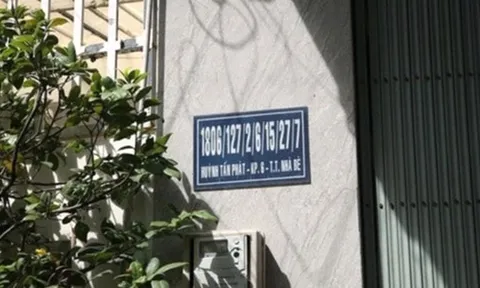 1806/127/2/6/15/27/7
HUỲNH TẤN PHÁT - KP. 6 - T.T. NHÀ BÈ